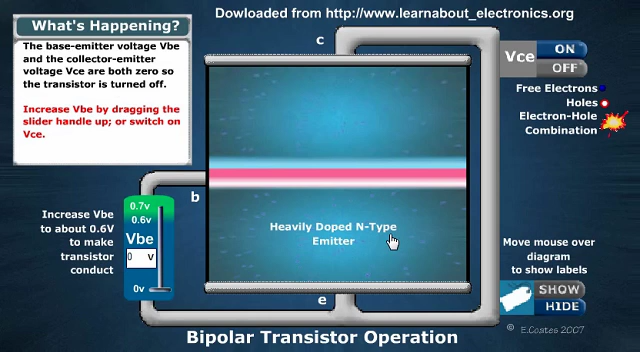 Dowloaded from http://www.learnabout_electronics.org
What's Happening?
The base-emitter voltage Vbe
and the collector-emitter
voltage Vce are both zero so
the transistor is turned off.
Increase Vbe by dragging the
slider handle up; or switch on
Vce.
c
Vce
ON
OFF
Free Electrons
Holes
Electron-Hole
Combination
b
Increase Vbe
to about 0.6V
to make
transistor
conduct
0.7v
0.6v
Vbe
0 v
0v
Heavily Doped N-Type
Emitter
Move mouse over
diagram
to show labels
SHOW
HIDE
e
Bipolar Transistor Operation
© E.Coates 2007